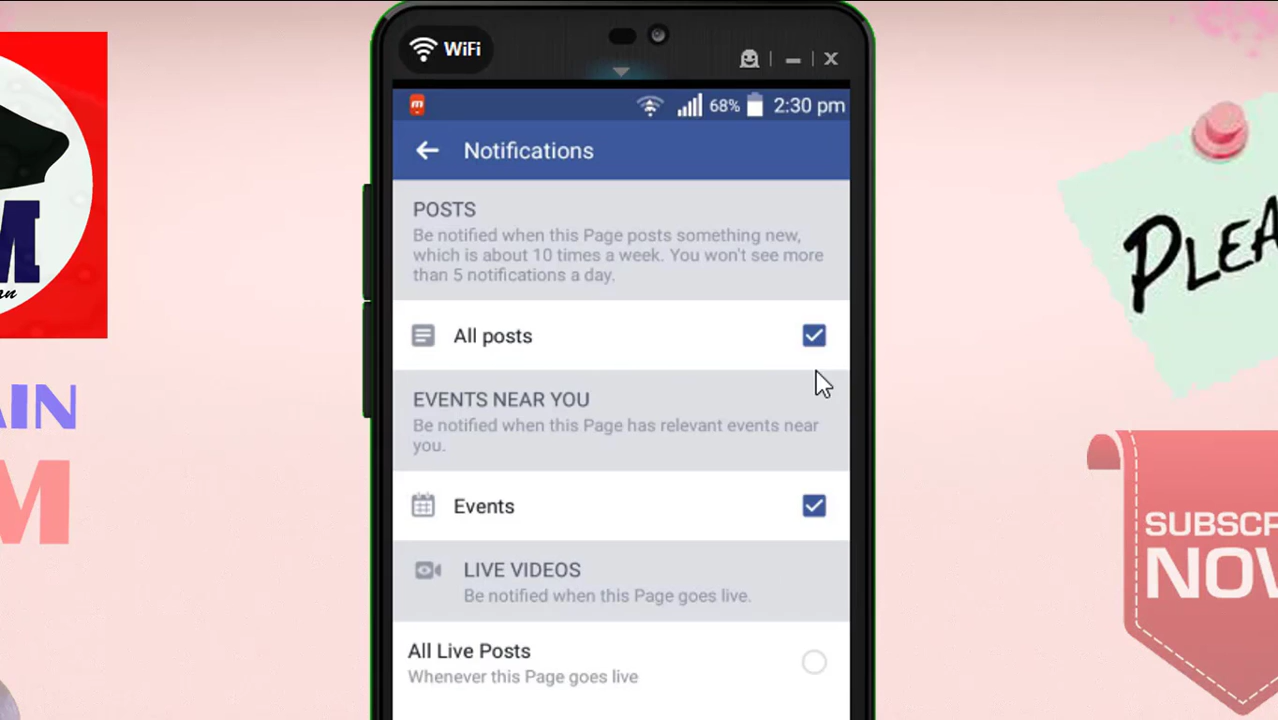 WiFi
68% 2:30 pm
Notifications
POSTS
Be notified when this Page posts something new,
which is about 10 times a week. You won't see more
than 5 notifications a day.
All posts
EVENTS NEAR YOU
Be notified when this Page has relevant events near
you.
Events
LIVE VIDEOS
Be notified when this Page goes live.
All Live Posts
Whenever this Page goes live
M
AIN
M
PLEA
SUBSCR
NOW